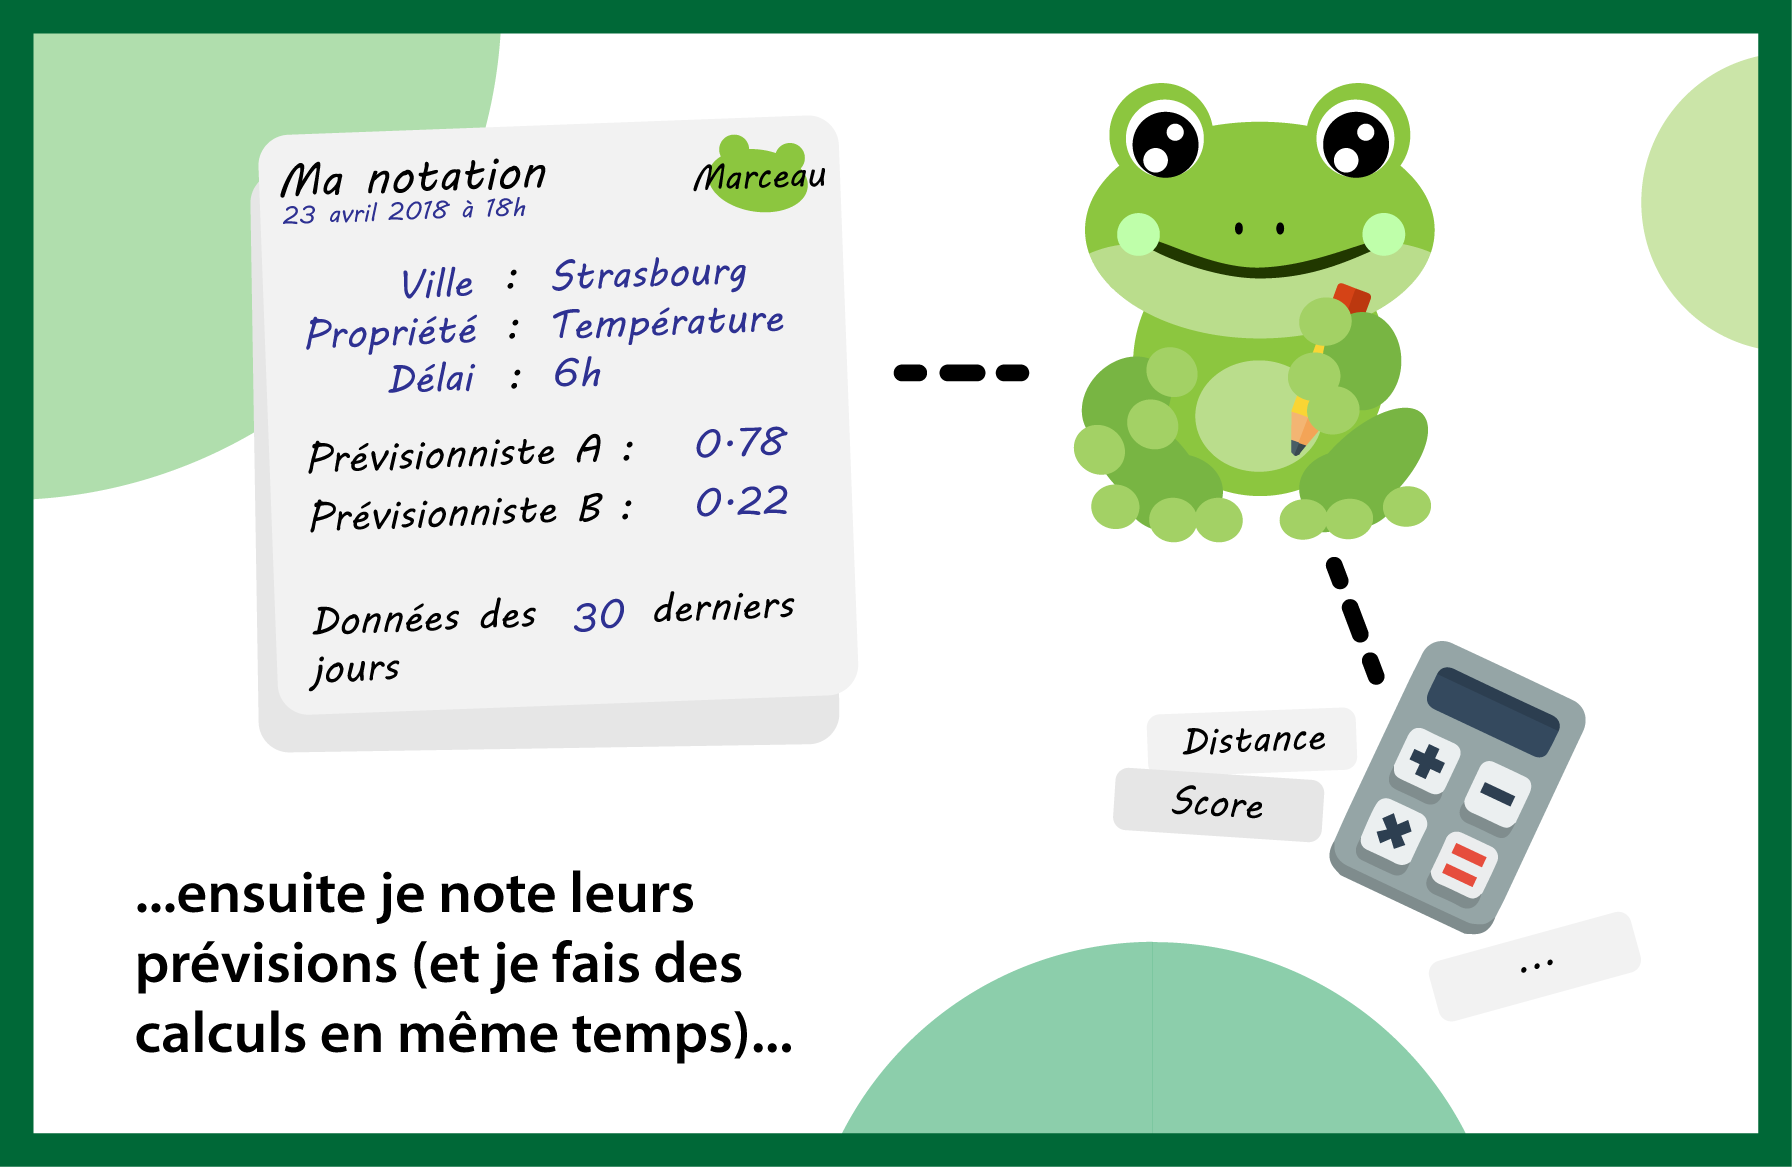 Ma notation
Marceau
23 avril 2018 à 18h
Ville : Strasbourg
Propriété : Température
Délai : 6h
Prévisionniste A : 0.78
Prévisionniste B : 0.22
Données des 30 derniers
jours
Distance
Score
...
...ensuite je note leurs
prévisions (et je fais des
calculs en même temps)...